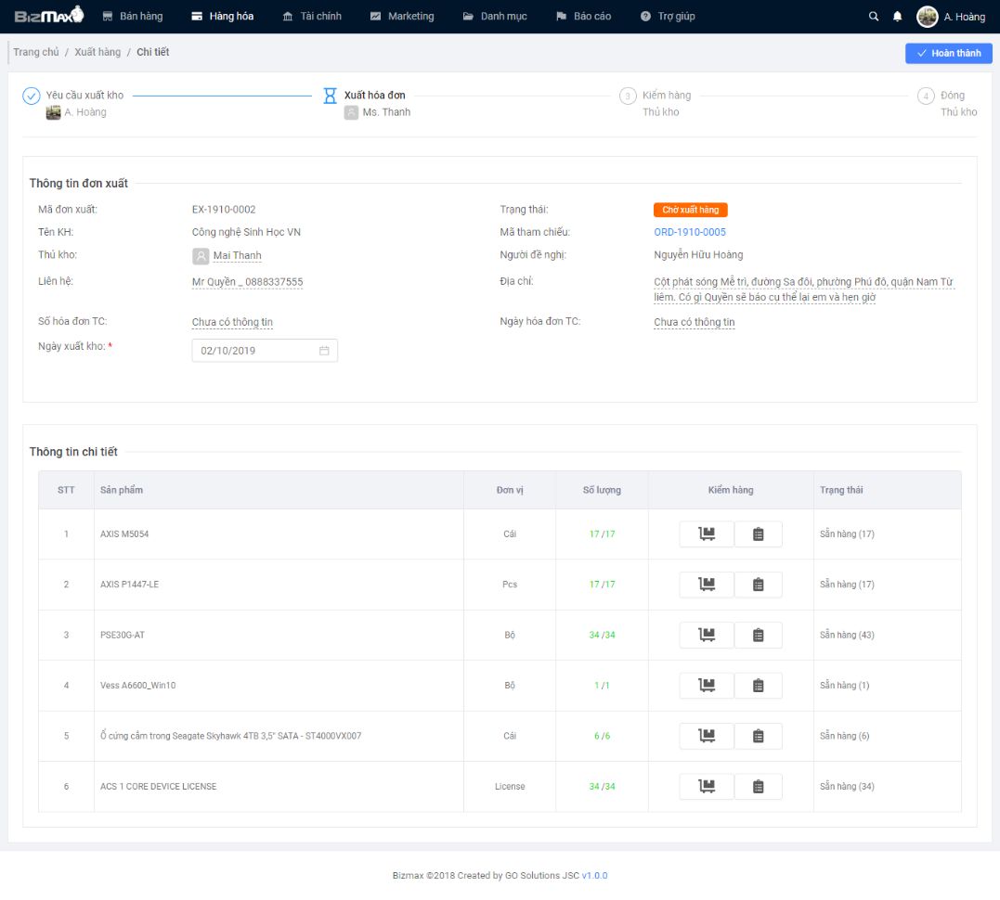 BizMax Bán hàng Hàng hóa Tài chính Marketing Danh mục Báo cáo Trợ giúp A. Hoàng
Trang chủ / Xuất hàng / Chi tiết Hoàn thành
Yêu cầu xuất kho Xuất hóa đơn 3 Kiểm hàng 4 Đóng
A. Hoàng Ms. Thanh Thủ kho Thủ kho
Thông tin đơn xuất
Mã đơn xuất: EX-1910-0002 Trạng thái: Chờ xuất hàng
Tên KH: Công nghệ Sinh Học VN Mã tham chiếu: ORD-1910-0005
Thủ kho: Mai Thanh Người đề nghị: Nguyễn Hữu Hoàng
Liên hệ: Mr Quyền _ 0888337555 Địa chỉ: Cột phát sóng Mễ trì, đường Sa đôi, phường Phú đô, quận Nam Từ
liêm. Có gì Quyền sẽ báo cụ thể lại em và hẹn giờ
Số hóa đơn TC: Chưa có thông tin Ngày hóa đơn TC: Chưa có thông tin
Ngày xuất kho: * 02/10/2019
Thông tin chi tiết
STT Sản phẩm Đơn vị Số lượng Kiểm hàng Trạng thái
1 AXIS M5054 Cái 17 /17 Sẵn hàng (17)
2 AXIS P1447-LE Pcs 17 /17 Sẵn hàng (17)
3 PSE30G-AT Bộ 34 /34 Sẵn hàng (43)
4 Vess A6600_Win10 Bộ 1 /1 Sẵn hàng (1)
5 Ổ cứng cắm trong Seagate Skyhawk 4TB 3,5" SATA - ST4000VX007 Cái 6 /6 Sẵn hàng (6)
6 ACS 1 CORE DEVICE LICENSE License 34 /34 Sẵn hàng (34)
Bizmax ©2018 Created by GO Solutions JSC v1.0.0